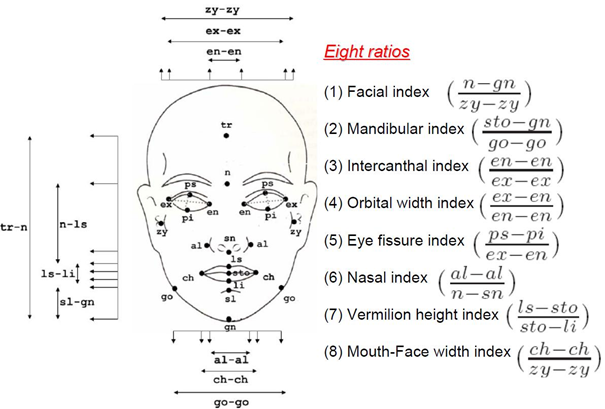 zy-zy
ex-ex
en-en
tr
n
ps
ps
ex
en
en
ex
pi
pi
zy
zy
al
sn
al
ls
ch
sto
ch
li
sl
go
go
gn
tr-n
n-ls
ls-li
sl-gn
al-al
ch-ch
go-go
Eight ratios
(1) Facial index (n-gn / zy-zy)
(2) Mandibular index (sto-gn / go-go)
(3) Intercanthal index (en-en / ex-ex)
(4) Orbital width index (ex-en / en-en)
(5) Eye fissure index (ps-pi / ex-en)
(6) Nasal index (al-al / n-sn)
(7) Vermilion height index (ls-sto / sto-li)
(8) Mouth-Face width index (ch-ch / zy-zy)